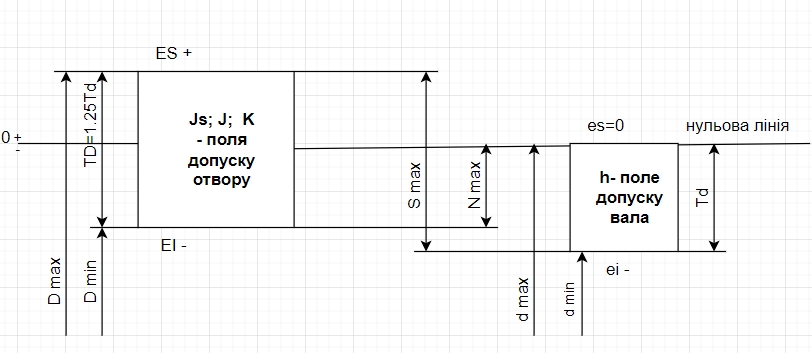 ES +
TD=1.25Td
Js; J; K
- поля
допуску
отвору
0 +
-
es=0
нульова лінія
S max
N max
h- поле
допуску
вала
Td
EI -
ei -
D max
D min
d max
d min